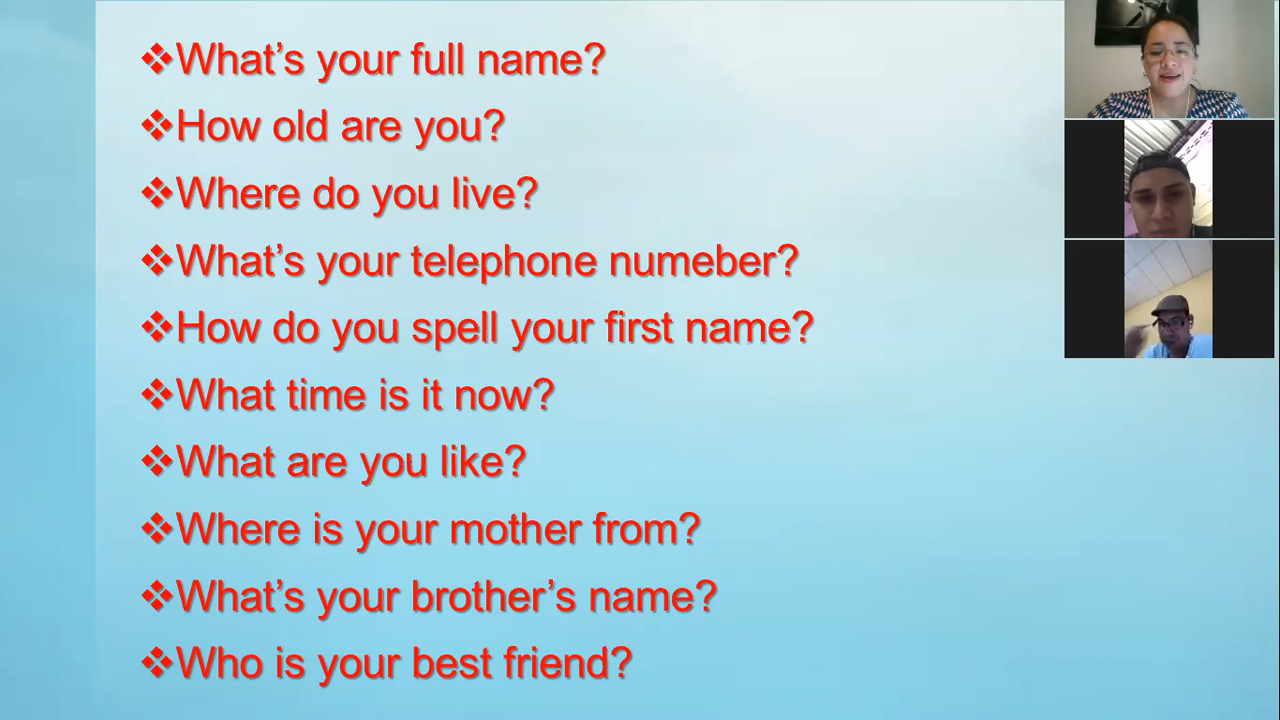 ❖What’s your full name?
❖How old are you?
❖Where do you live?
❖What’s your telephone numeber?
❖How do you spell your first name?
❖What time is it now?
❖What are you like?
❖Where is your mother from?
❖What’s your brother’s name?
❖Who is your best friend?